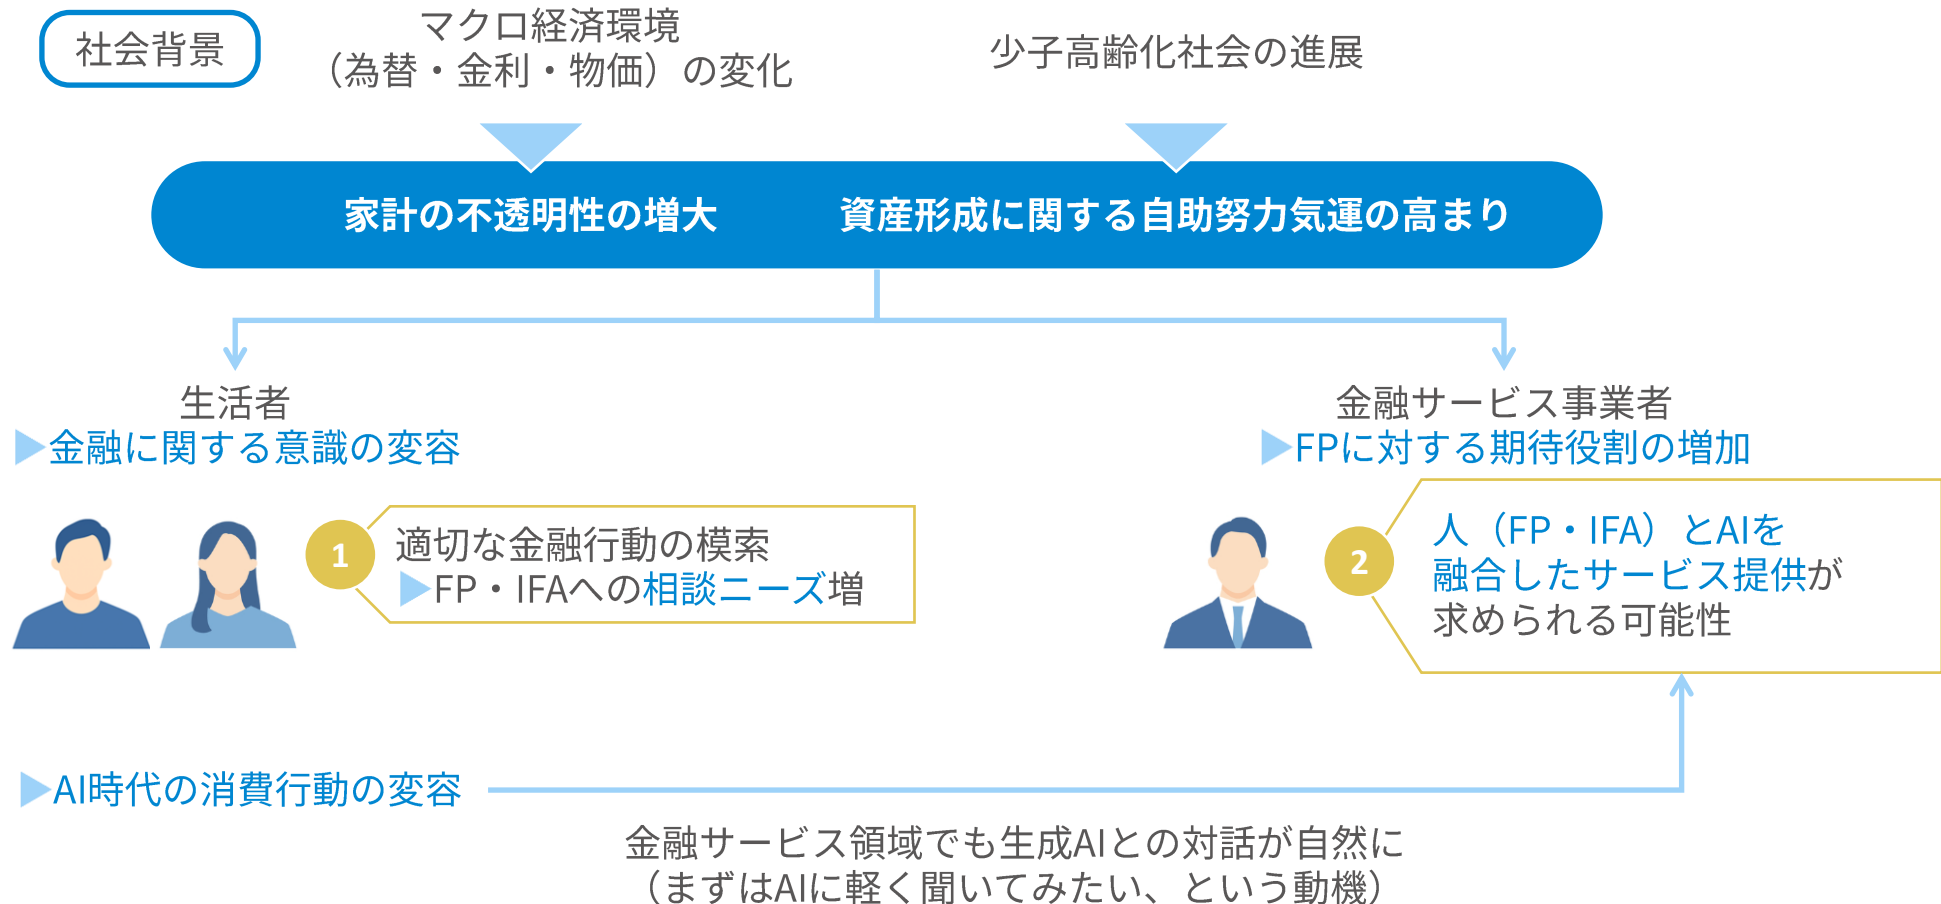 社会背景
マクロ経済環境
（為替・金利・物価）の変化
少子高齢化社会の進展
家計の不透明性の増大
資産形成に関する自助努力気運の高まり
生活者
▶金融に関する意識の変容
金融サービス事業者
▶FPに対する期待役割の増加
1
適切な金融行動の模索
▶FP・IFAへの相談ニーズ増
2
人（FP・IFA）とAIを
融合したサービス提供が
求められる可能性
▶AI時代の消費行動の変容
金融サービス領域でも生成AIとの対話が自然に
（まずはAIに軽く聞いてみたい、という動機）